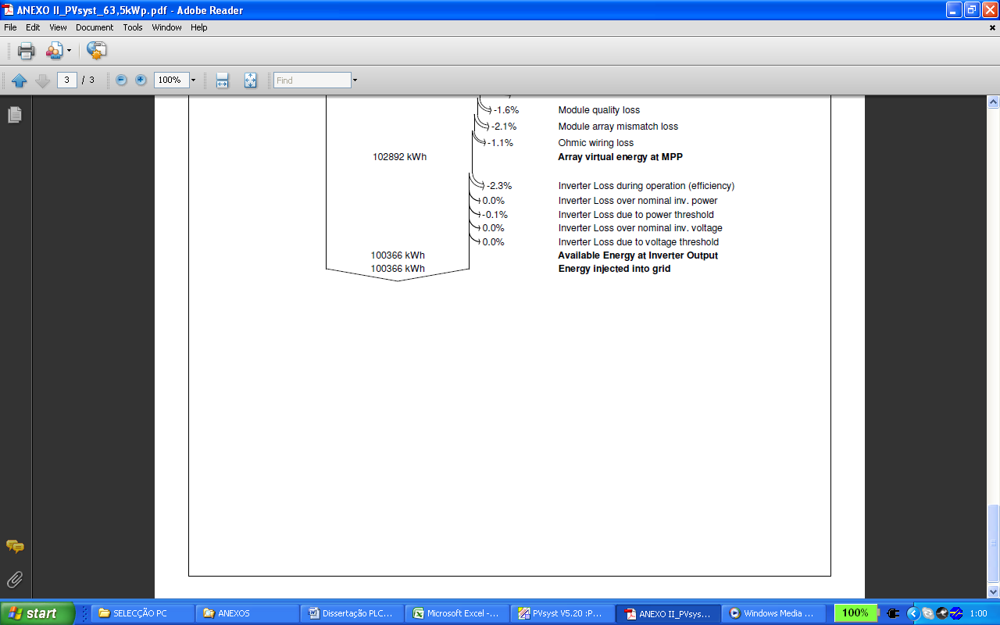 ANEXO II_PVsyst_63,5kWp.pdf - Adobe Reader
File Edit View Document Tools Window Help
3 / 3 100% Find
-1.6% Module quality loss
-2.1% Module array mismatch loss
-1.1% Ohmic wiring loss
102892 kWh Array virtual energy at MPP
-2.3% Inverter Loss during operation (efficiency)
0.0% Inverter Loss over nominal inv. power
-0.1% Inverter Loss due to power threshold
0.0% Inverter Loss over nominal inv. voltage
0.0% Inverter Loss due to voltage threshold
100366 kWh Available Energy at Inverter Output
100366 kWh Energy injected into grid
start SELECÇÃO PC ANEXOS Dissertação PLC... Microsoft Excel -... PVsyst V5.20 :P... ANEXO II_PVsys... Windows Media ... 100% 1:00